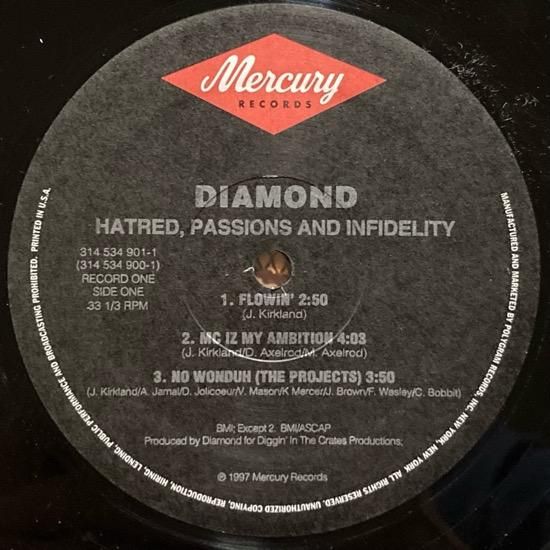 Mercury
RECORDS
DIAMOND
HATRED, PASSIONS AND INFIDELITY
314 534 901-1
(314 534 900-1)
RECORD ONE
SIDE ONE
33 1/3 RPM
1. FLOWIN' 2:50
(J. Kirkland)
2. MC IZ MY AMBITION 4:03
(J. Kirkland/D. Axelrod/M. Axelrod)
3. NO WONDUH (THE PROJECTS) 3:50
(J. Kirkland/A. Jamal/D. Jolicoeur/V. Mason/K Mercer/J. Brown/F. Wesley/C. Bobbit)
BMI; Except 2. BMI/ASCAP
Produced by Diamond for Diggin' In The Crates Productions;
℗ 1997 Mercury Records
MANUFACTURED AND MARKETED BY POLYGRAM RECORDS, INC. NEW YORK, NEW YORK. ALL RIGHTS RESERVED. UNAUTHORIZED COPYING, REPRODUCTION, HIRING, LENDING, PUBLIC PERFORMANCE AND BROADCASTING PROHIBITED. PRINTED IN U.S.A.